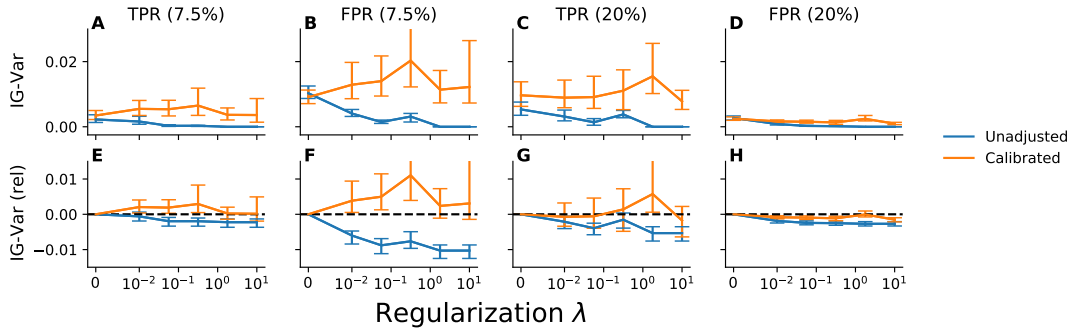 A TPR (7.5%) B FPR (7.5%) C TPR (20%) D FPR (20%)
IG-Var
0.02
0.00
Unadjusted
Calibrated
E F G H
IG-Var (rel)
0.01
0.00
−0.01
0 10⁻² 10⁻¹ 10⁰ 10¹ 0 10⁻² 10⁻¹ 10⁰ 10¹ 0 10⁻² 10⁻¹ 10⁰ 10¹ 0 10⁻² 10⁻¹ 10⁰ 10¹
Regularization λ